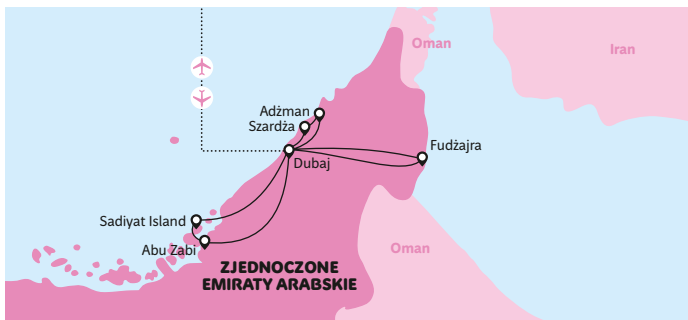 Oman
Iran
Adżman
Szardża
Fudżajra
Dubaj
Sadiyat Island
Abu Zabi
Oman
ZJEDNOCZONE
EMIRATY ARABSKIE